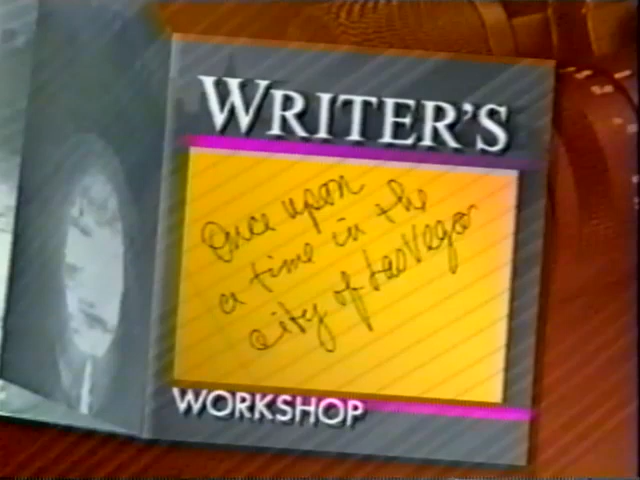 WRITER'S
Once upon
a time in the
city of Las Vegas
WORKSHOP